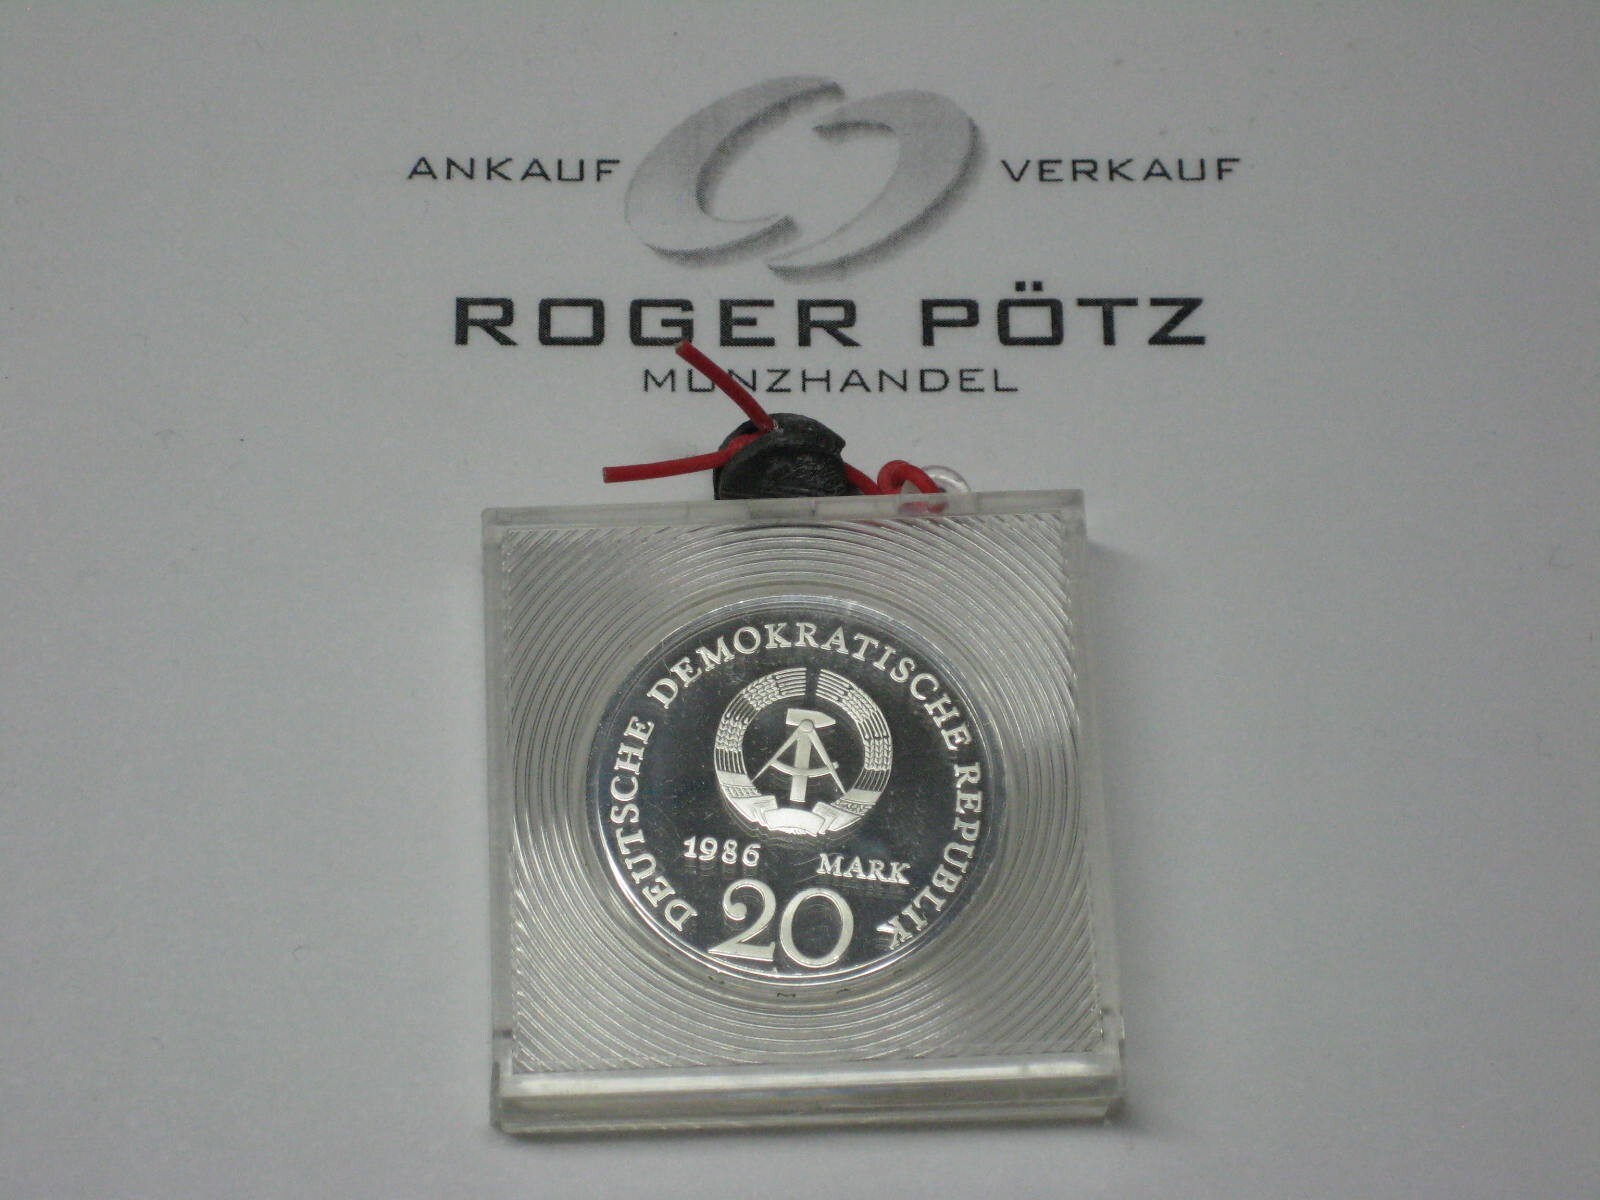 ANKAUF VERKAUF
ROGER PÖTZ
MÜNZHANDEL
DEUTSCHE DEMOKRATISCHE REPUBLIK
1986 MARK
20